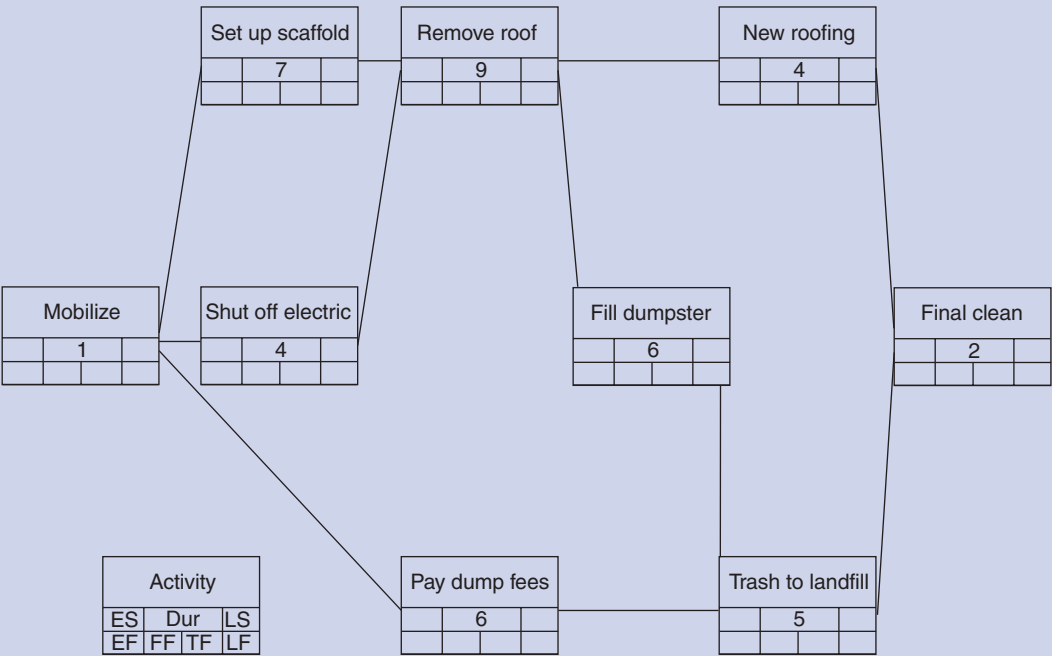 Set up scaffold
7
Remove roof
9
New roofing
4
Mobilize
1
Shut off electric
4
Fill dumpster
6
Final clean
2
Activity
ES Dur LS
EF FF TF LF
Pay dump fees
6
Trash to landfill
5